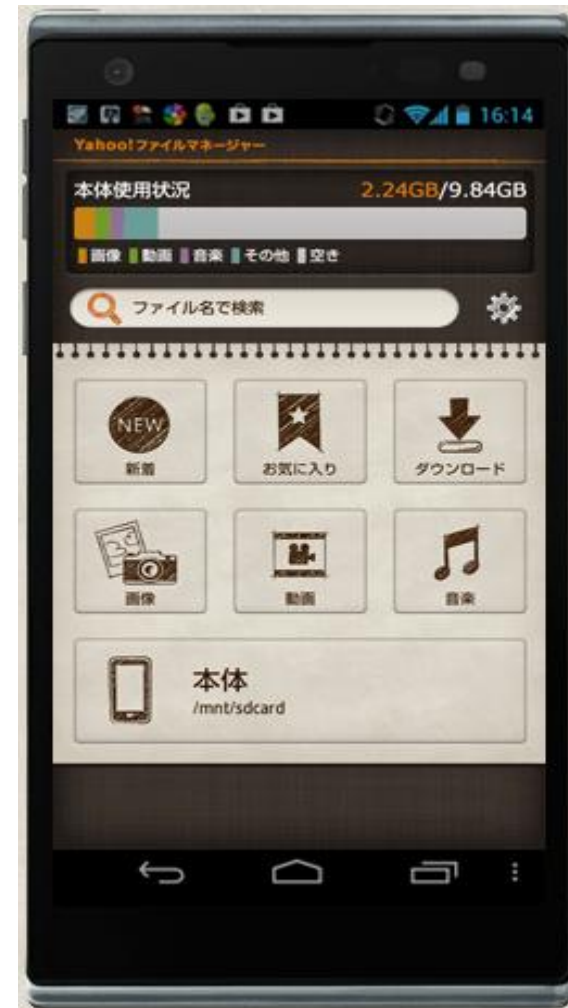 16:14
Yahoo!ファイルマネージャー
本体使用状況 2.24GB/9.84GB
画像 動画 音楽 その他 空き
ファイル名で検索
NEW
新着 お気に入り ダウンロード
画像 動画 音楽
本体
/mnt/sdcard